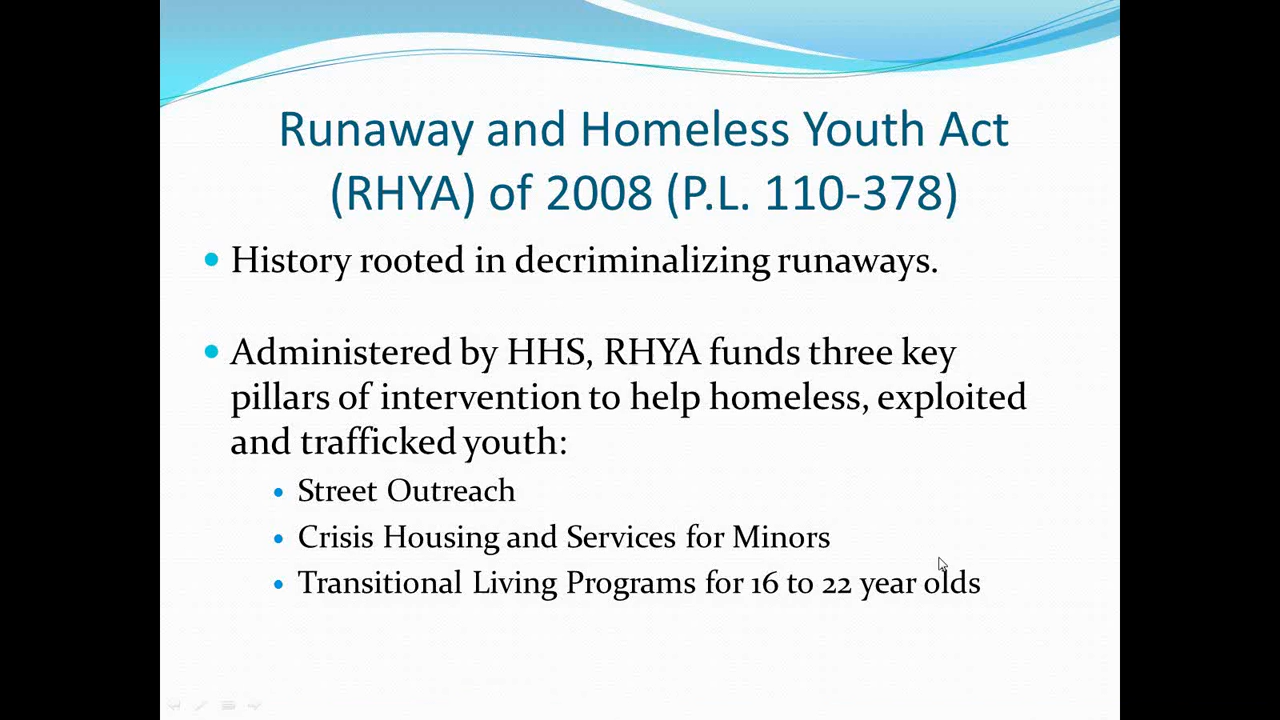 Runaway and Homeless Youth Act
(RHYA) of 2008 (P.L. 110-378)
• History rooted in decriminalizing runaways.
• Administered by HHS, RHYA funds three key
pillars of intervention to help homeless, exploited
and trafficked youth:
• Street Outreach
• Crisis Housing and Services for Minors
• Transitional Living Programs for 16 to 22 year olds